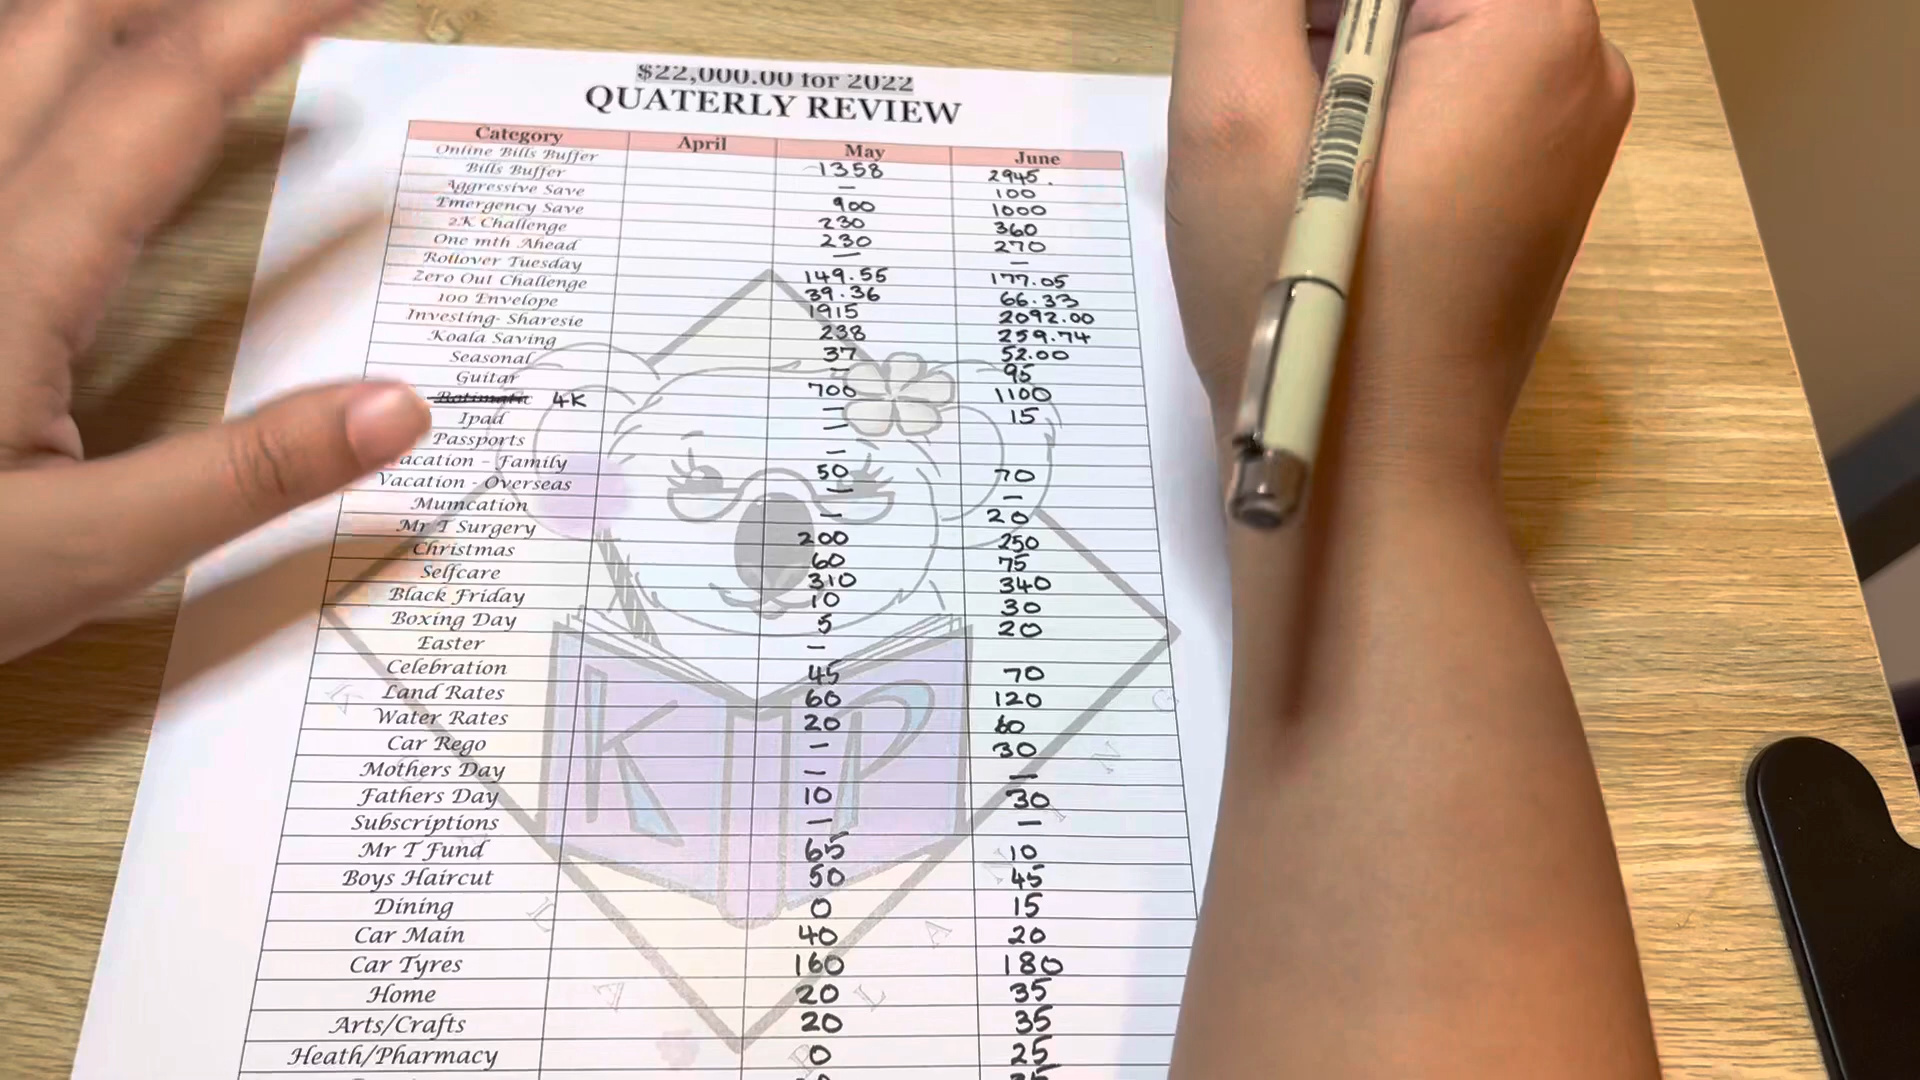 $22,000.00 for 2022
QUATERLY REVIEW
Category April May June
Online Bills Buffer 1358 2945.
Bills Buffer — 100
Aggressive Save 900 1000
Emergency Save 230 360
2K Challenge 230 270
One mth Ahead — —
Rollover Tuesday 149.55 177.05
Zero Out Challenge 39.36 66.33
100 Envelope 1915 2092.00
Investing- Sharesie 238 259.74
Koala Saving 37 52.00
Seasonal — 95
Guitar 700 1100
4K — 15
Ipad —
Passports —
acation – Family 50 70
Vacation - Overseas — —
Mumcation — 20
Mr T Surgery 200 250
Christmas 60 75
Selfcare 310 340
Black Friday 10 30
Boxing Day 5 20
Easter —
Celebration 45 70
Land Rates 60 120
Water Rates 20 60
Car Rego — 30
Mothers Day — —
Fathers Day 10 30
Subscriptions — —
Mr T Fund 65 10
Boys Haircut 50 45
Dining 0 15
Car Main 40 20
Car Tyres 160 180
Home 20 35
Arts/Crafts 20 35
Heath/Pharmacy 0 25
KTP